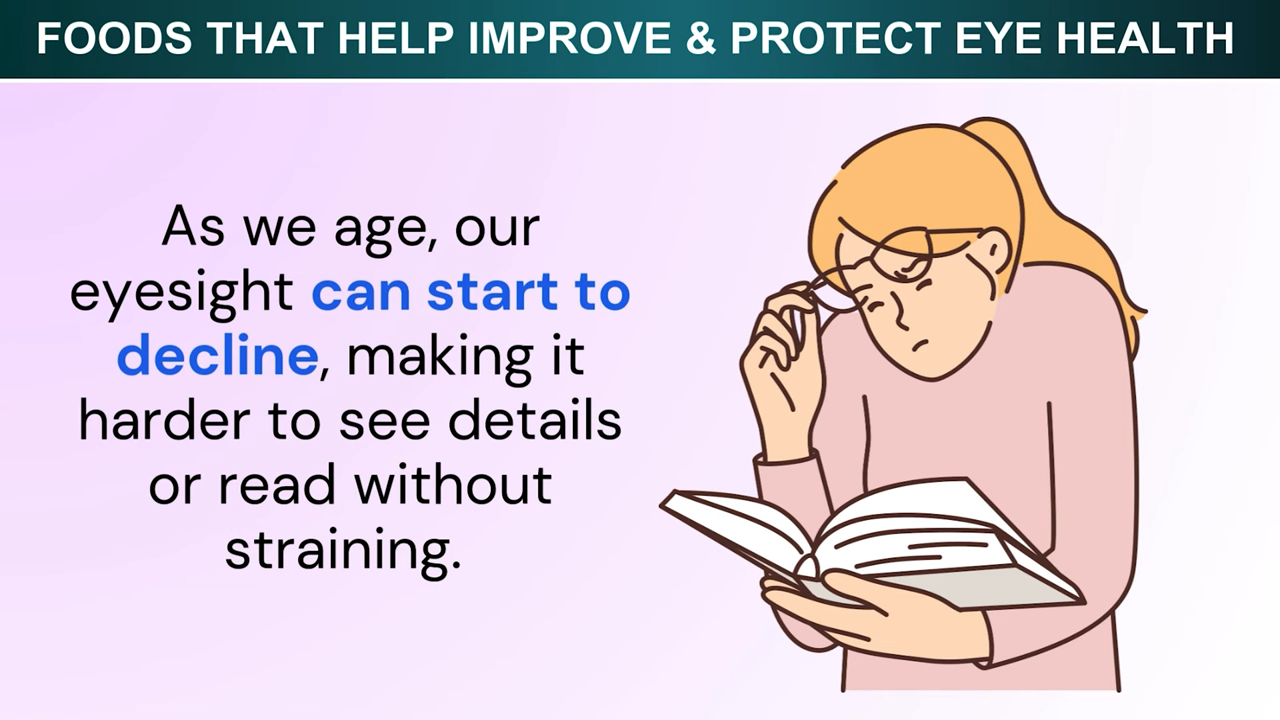 FOODS THAT HELP IMPROVE & PROTECT EYE HEALTH
As we age, our
eyesight can start to
decline, making it
harder to see details
or read without
straining.